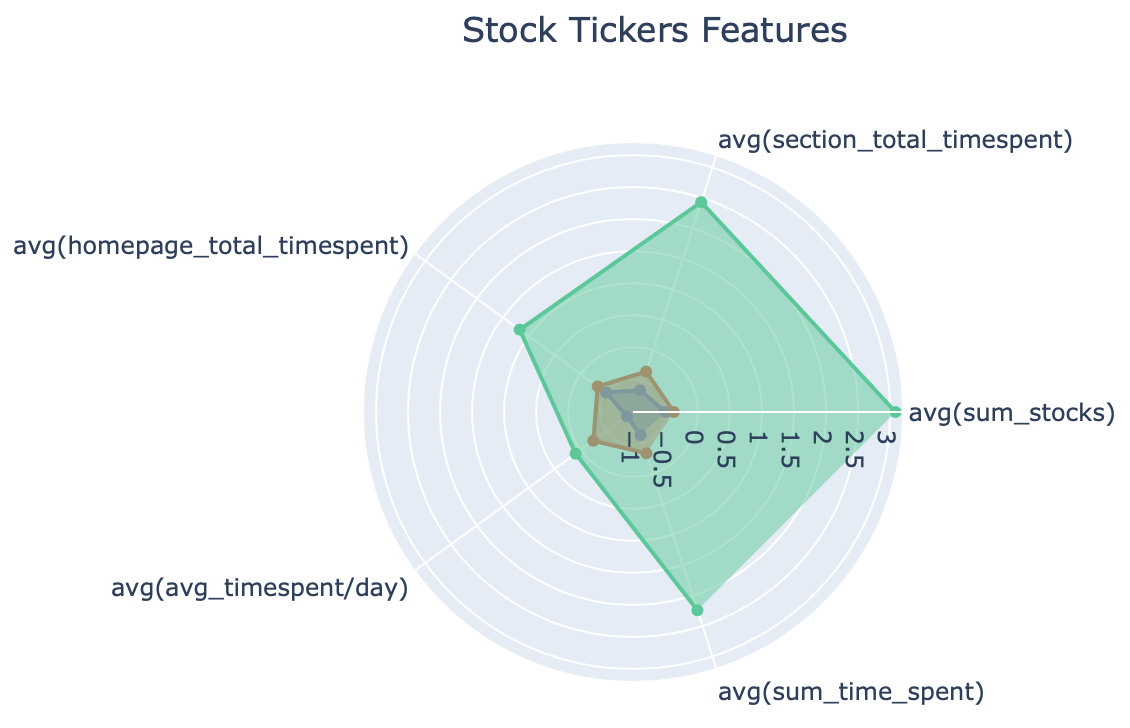 Stock Tickers Features
avg(section_total_timespent)
avg(homepage_total_timespent)
avg(sum_stocks)
−1
−0.5
0
0.5
1
1.5
2
2.5
3
avg(avg_timespent/day)
avg(sum_time_spent)